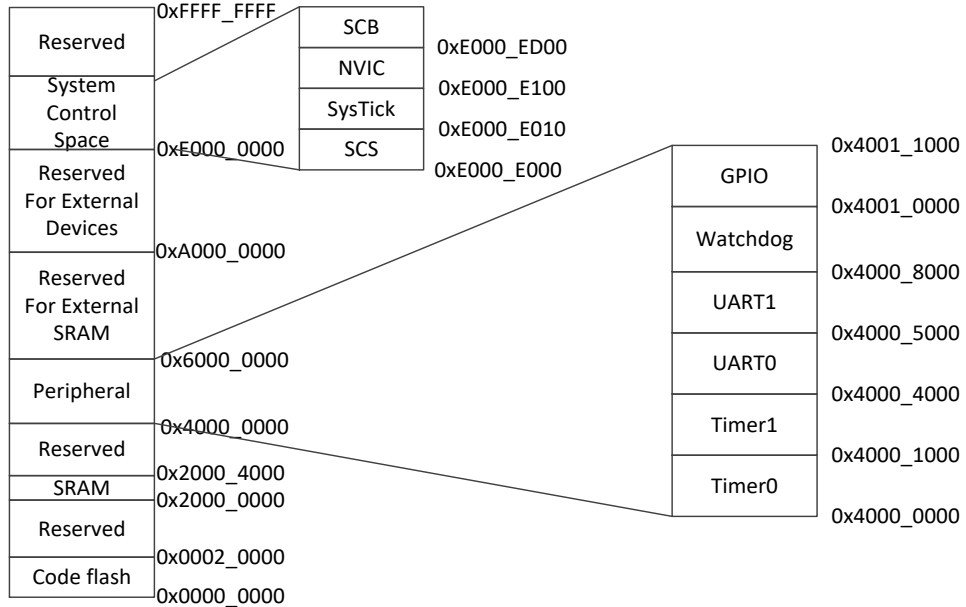 0xFFFF_FFFF
Reserved
System
Control
Space
0xE000_0000
Reserved
For External
Devices
0xA000_0000
Reserved
For External
SRAM
0x6000_0000
Peripheral
0x4000_0000
Reserved
0x2000_4000
SRAM
0x2000_0000
Reserved
0x0002_0000
Code flash
0x0000_0000
SCB
0xE000_ED00
NVIC
0xE000_E100
SysTick
0xE000_E010
SCS
0xE000_E000
0x4001_1000
GPIO
0x4001_0000
Watchdog
0x4000_8000
UART1
0x4000_5000
UART0
0x4000_4000
Timer1
0x4000_1000
Timer0
0x4000_0000